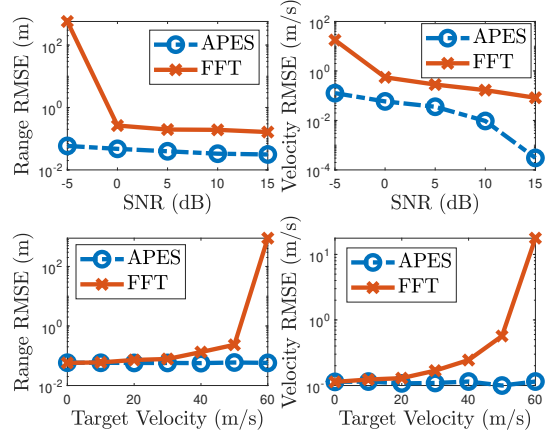 Range RMSE (m)
10^2
10^0
10^-2
-5 0 5 10 15
SNR (dB)
APES
FFT
Velocity RMSE (m/s)
10^2
10^0
10^-2
10^-4
-5 0 5 10 15
SNR (dB)
APES
FFT
Range RMSE (m)
10^2
10^0
10^-2
0 20 40 60
Target Velocity (m/s)
APES
FFT
Velocity RMSE (m/s)
10^1
10^0
10^-1
0 20 40 60
Target Velocity (m/s)
APES
FFT